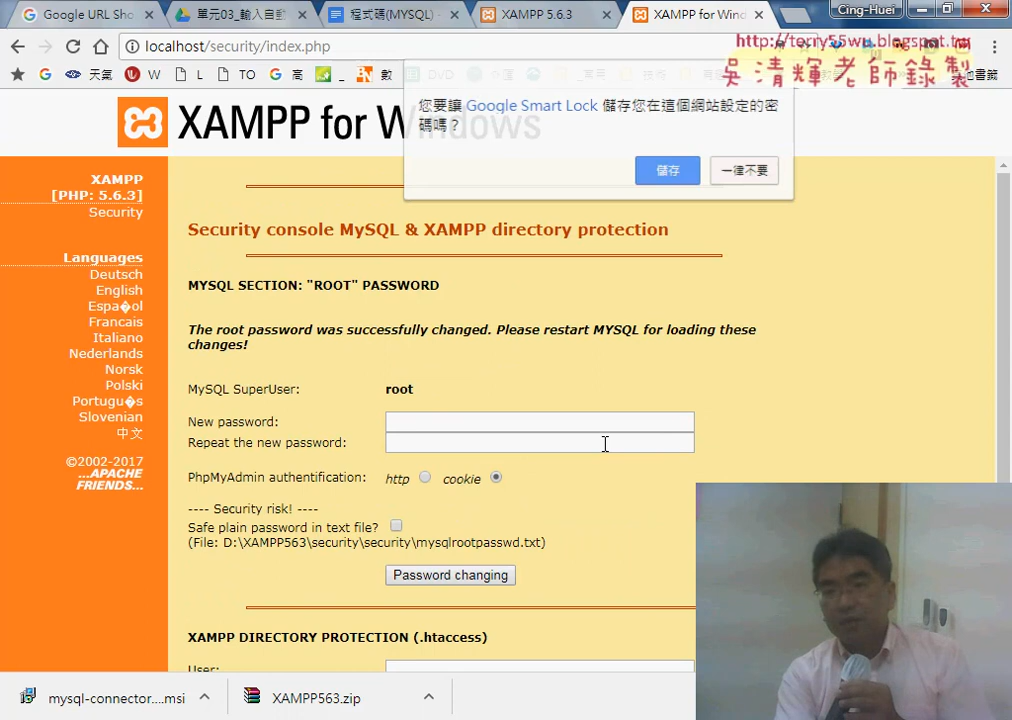 Google URL Sho
單元03_輸入自動
程式碼(MYSQL) -
XAMPP 5.6.3
XAMPP for Wind
Cing-Huei
localhost/security/index.php
http://terry55wu.blogspot.tw
吳清輝老師錄製
天氣
W
L
TO
高
_
數
您要讓 Google Smart Lock 儲存您在這個網站設定的密
碼嗎？
儲存
一律不要
XAMPP for Windows
XAMPP
[PHP: 5.6.3]
Security
Languages
Deutsch
English
Espa�ol
Francais
Italiano
Nederlands
Norsk
Polski
Portugu�s
Slovenian
中文
©2002-2017
...APACHE
FRIENDS...
Security console MySQL & XAMPP directory protection
MYSQL SECTION: "ROOT" PASSWORD
The root password was successfully changed. Please restart MYSQL for loading these
changes!
MySQL SuperUser: root
New password:
Repeat the new password:
PhpMyAdmin authentification: http cookie
---- Security risk! ----
Safe plain password in text file?
(File: D:\XAMPP563\security\security\mysqlrootpasswd.txt)
Password changing
XAMPP DIRECTORY PROTECTION (.htaccess)
User:
mysql-connector....msi
XAMPP563.zip